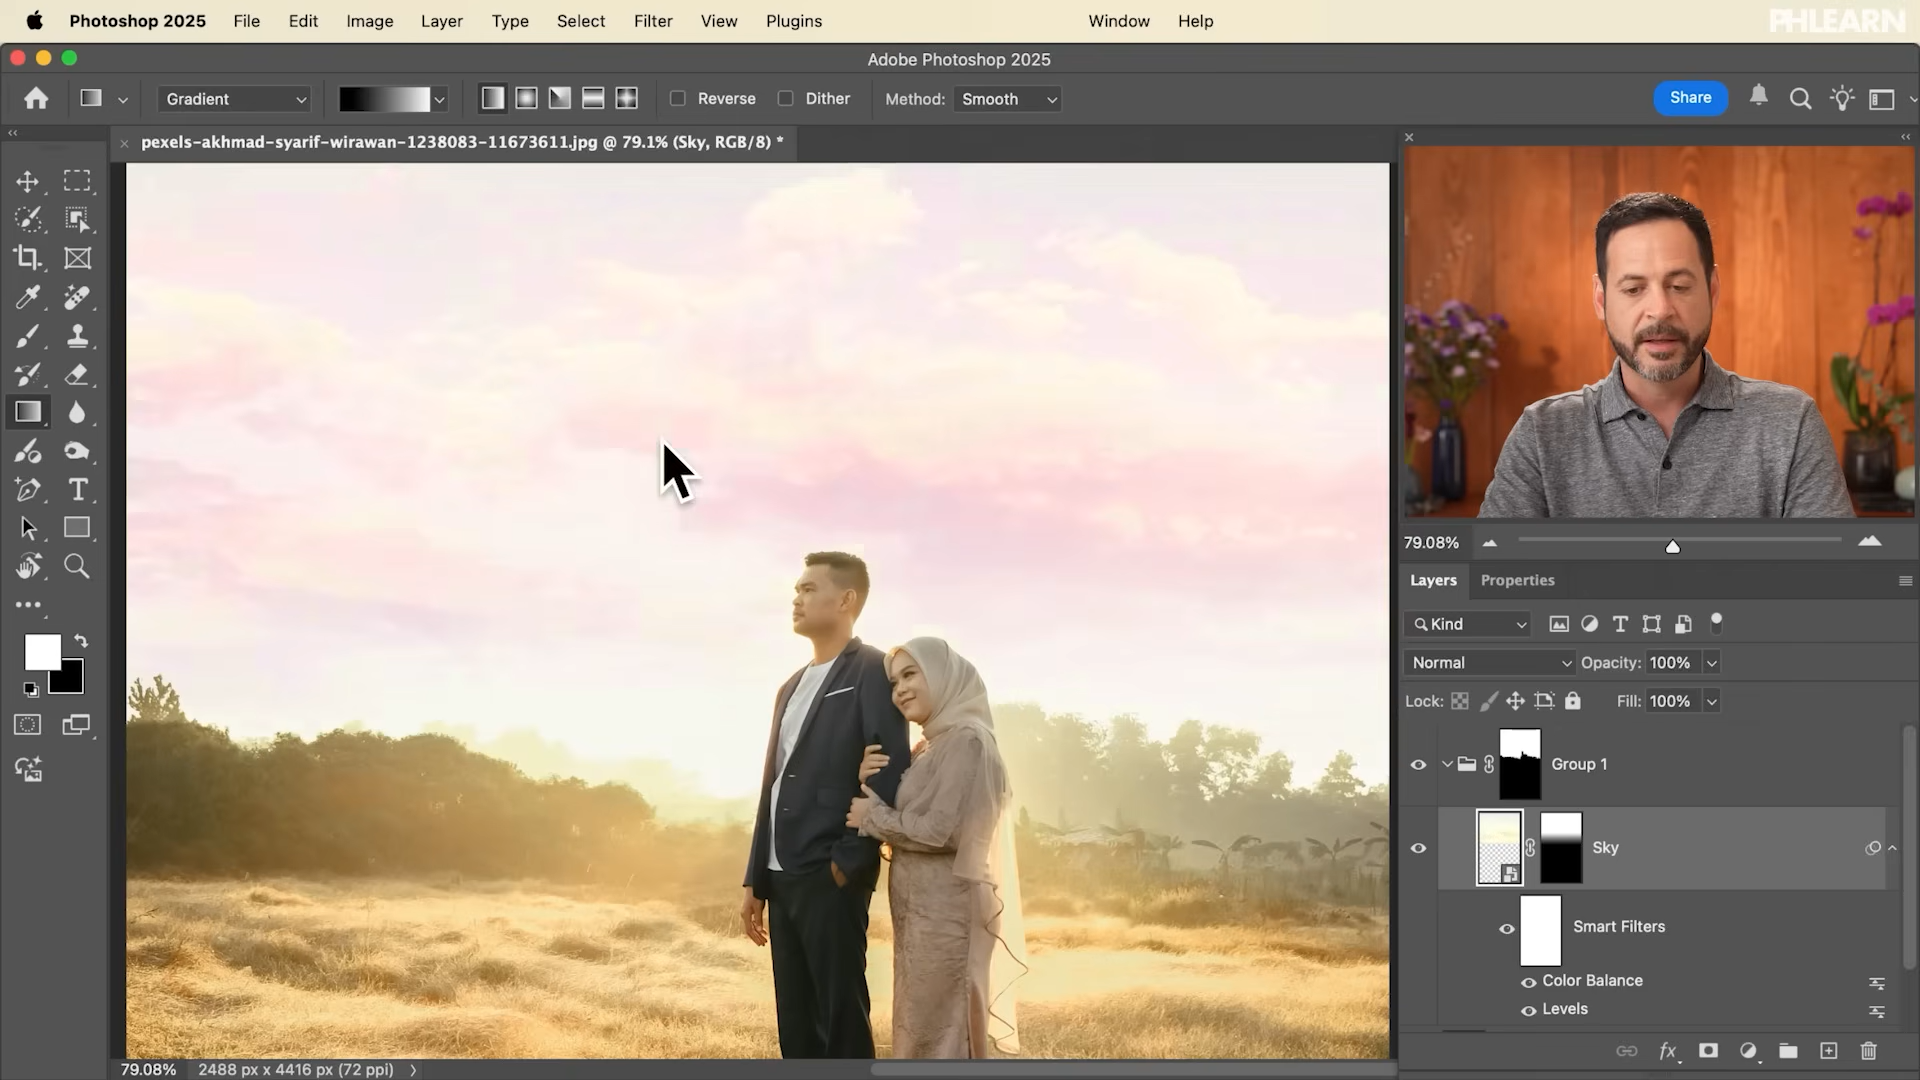 Photoshop 2025 File Edit Image Layer Type Select Filter View Plugins Window Help
PHLEARN
Adobe Photoshop 2025
Gradient Reverse Dither Method: Smooth Share
pexels-akhmad-syarif-wirawan-1238083-11673611.jpg @ 79.1% (Sky, RGB/8) *
79.08%
Layers Properties
Kind
Normal Opacity: 100%
Lock: Fill: 100%
Group 1
Sky
Smart Filters
Color Balance
Levels
fx
79.08% 2488 px x 4416 px (72 ppi)